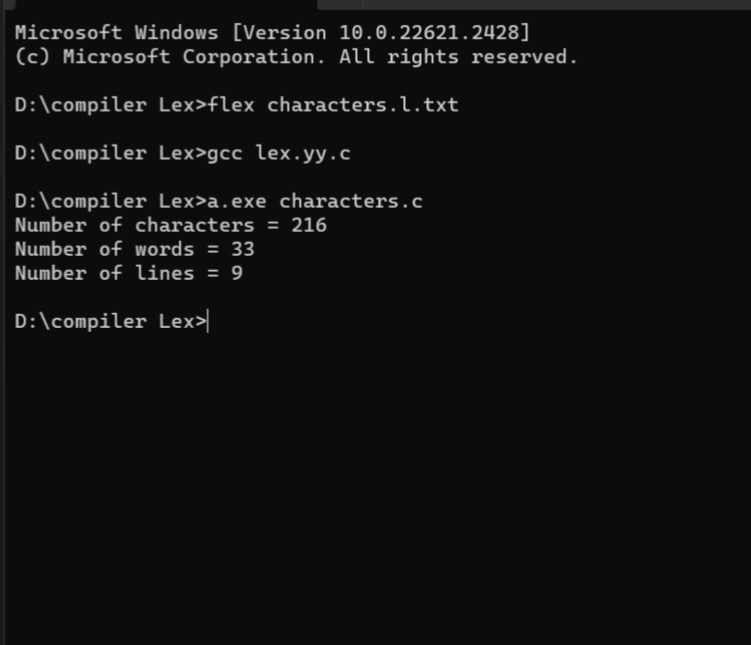 Microsoft Windows [Version 10.0.22621.2428]
(c) Microsoft Corporation. All rights reserved.
D:\compiler Lex>flex characters.l.txt
D:\compiler Lex>gcc lex.yy.c
D:\compiler Lex>a.exe characters.c
Number of characters = 216
Number of words = 33
Number of lines = 9
D:\compiler Lex>